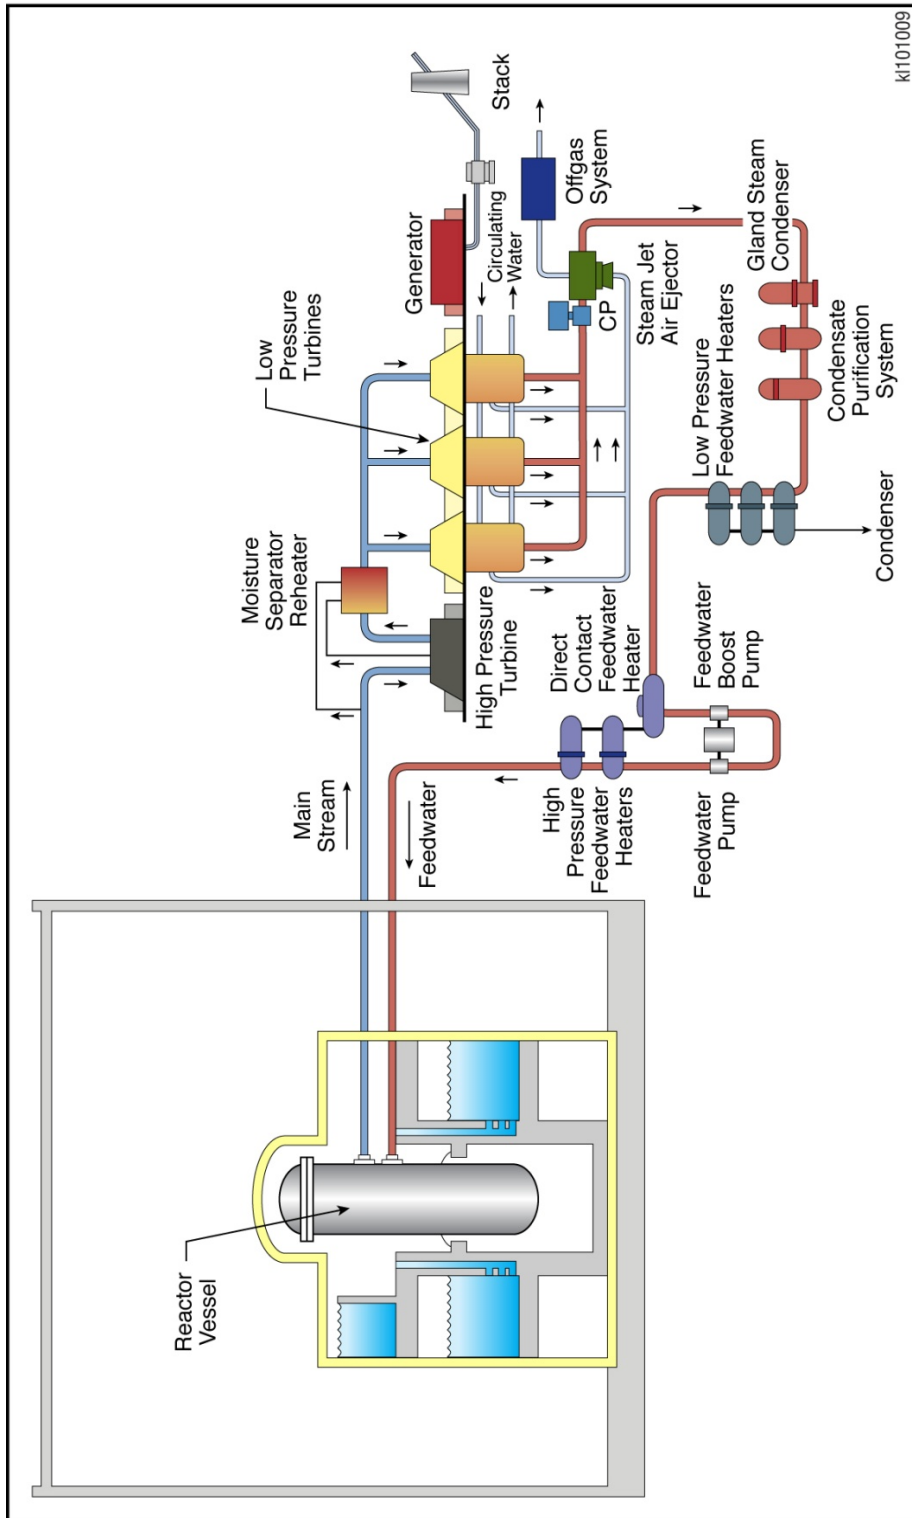 Reactor
Vessel
Main
Stream
Feedwater
Moisture
Separator
Reheater
High Pressure
Turbine
Low
Pressure
Turbines
Generator
Stack
Circulating
Water
Offgas
System
CP
Steam Jet
Air Ejector
Gland Steam
Condenser
Condensate
Purification
System
Low Pressure
Feedwater Heaters
Condenser
Direct
Contact
Feedwater
Heater
High
Pressure
Feedwater
Heaters
Feedwater
Boost
Pump
Feedwater
Pump
kl101009